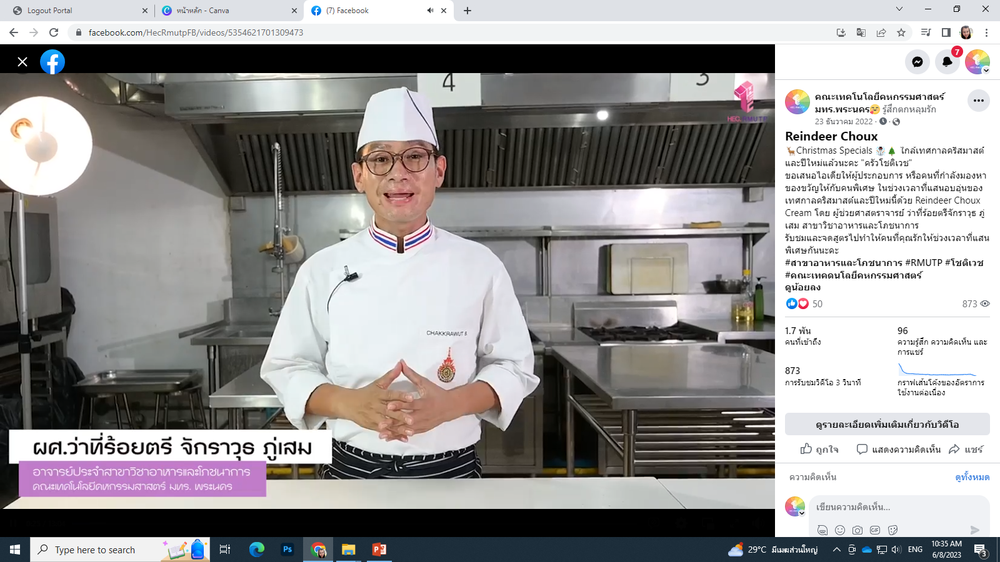 Logout Portal
หน้าหลัก - Canva
(7) Facebook
facebook.com/HecRmutpFB/videos/5354621701309473
4
3
HEC RMUTP
CHAKKRAWUT B
ผศ.ว่าที่ร้อยตรี จักราวุธ ภู่เสม
อาจารย์ประจำสาขาวิชาอาหารและโภชนาการ
คณะเทคโนโลยีคหกรรมศาสตร์ มทร. พระนคร
7
คณะเทคโนโลยีคหกรรมศาสตร์
มทร.พระนคร รู้สึกตกหลุมรัก
23 ธันวาคม 2022
Reindeer Choux
Christmas Specials ใกล้เทศกาลคริสมาสต์
และปีใหม่แล้วนะคะ "ครัวโชติเวช"
ขอเสนอไอเดียให้ผู้ประกอบการ หรือคนที่กำลังมองหา
ของขวัญให้กับคนพิเศษ ในช่วงเวลาที่แสนอบอุ่นของ
เทศกาลคริสมาสต์และปีใหม่นี้ด้วย Reindeer Choux
Cream โดย ผู้ช่วยศาสตราจารย์ ว่าที่ร้อยตรีจักราวุธ ภู่
เสม สาขาวิชาอาหารและโภชนาการ
รับชมและจดสูตรไปทำให้คนที่คุณรักให้ช่วงเวลาที่แสน
พิเศษกันนะคะ
#สาขาอาหารและโภชนาการ #RMUTP #โชติเวช
#คณะเทคดนโลยีคหกรรมศาสตร์
ดูน้อยลง
50
873
1.7 พัน
คนที่เข้าถึง
96
ความรู้สึก ความคิดเห็น และ
การแชร์
873
การรับชมวิดีโอ 3 วินาที
กราฟเส้นโค้งของอัตราการ
ใช้งานต่อเนื่อง
ดูรายละเอียดเพิ่มเติมเกี่ยวกับวิดีโอ
ถูกใจ
แสดงความคิดเห็น
แชร์
ความคิดเห็น
ดูทั้งหมด
เขียนความคิดเห็น...
GIF
Type here to search
Ps
29°C มีเมฆส่วนใหญ่
ENG
10:35 AM
6/8/2023
3